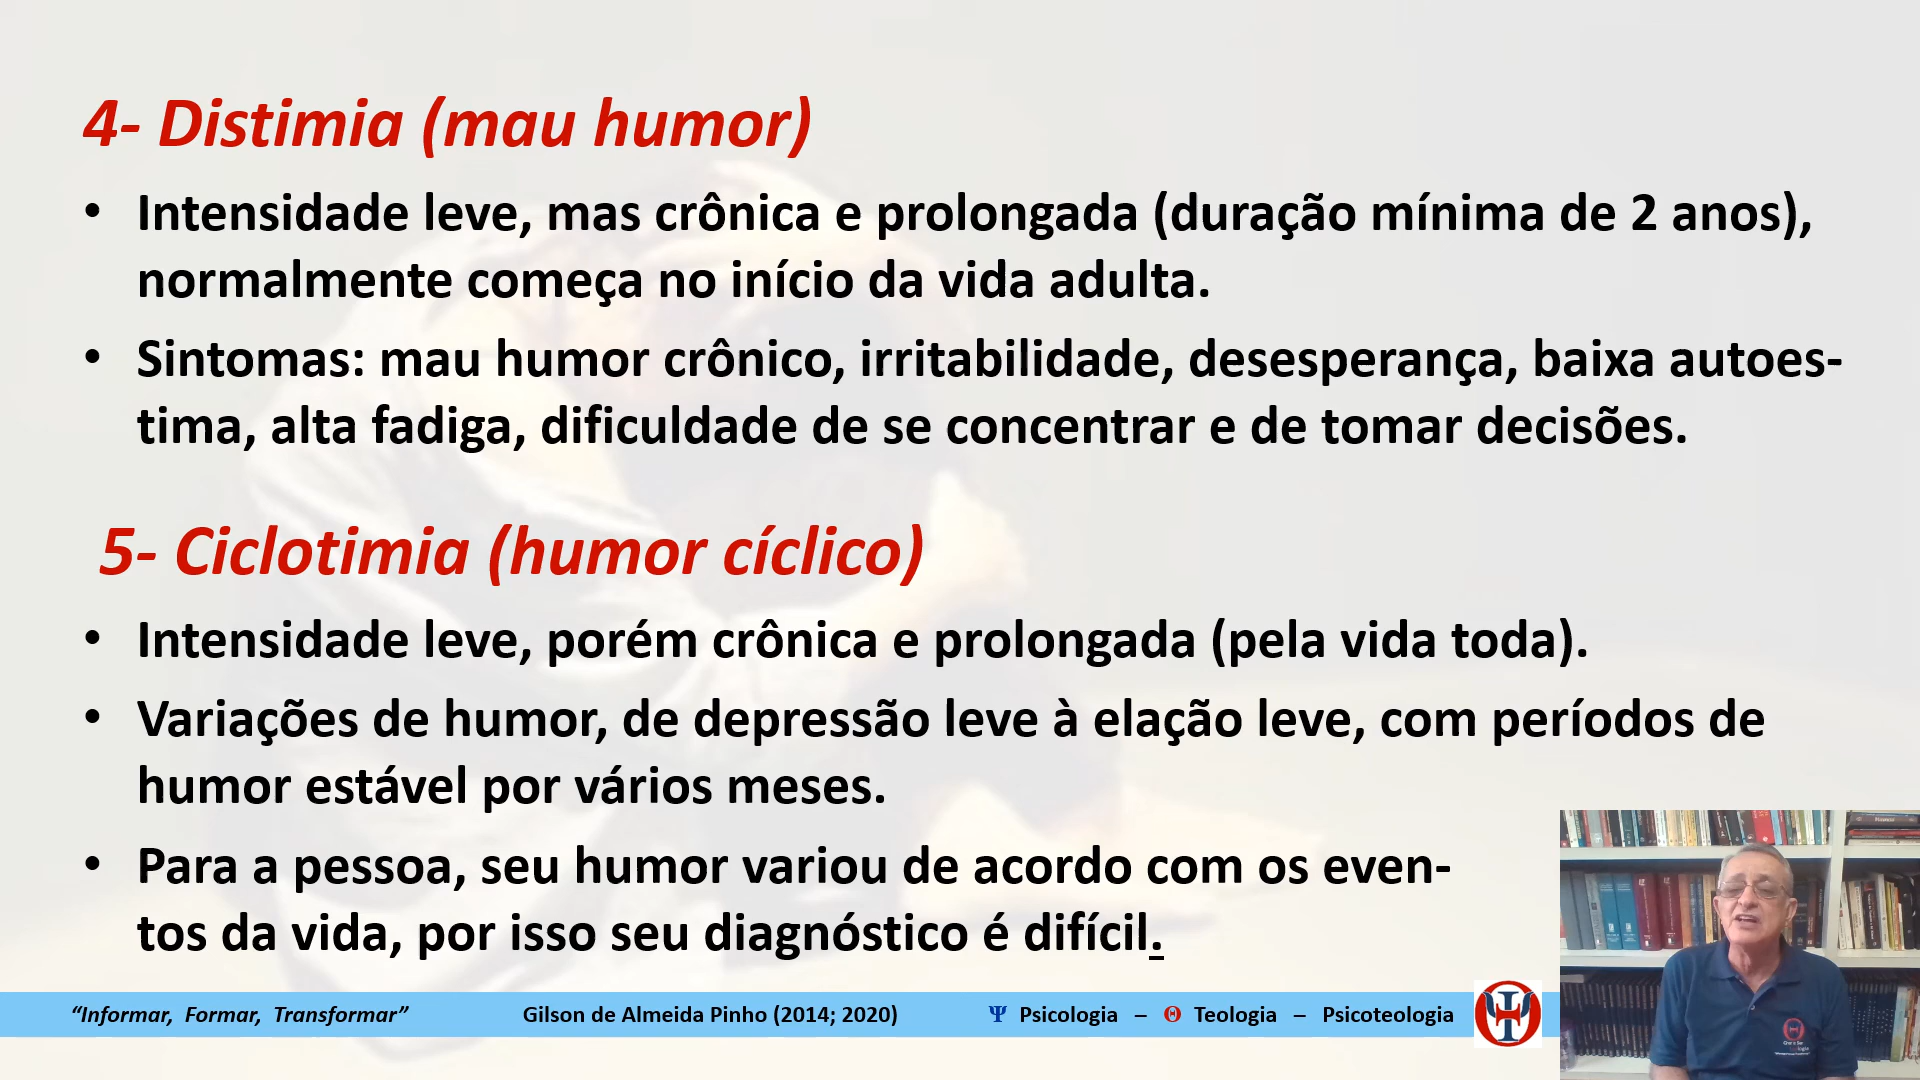 4- Distimia (mau humor)
• Intensidade leve, mas crônica e prolongada (duração mínima de 2 anos),
normalmente começa no início da vida adulta.
• Sintomas: mau humor crônico, irritabilidade, desesperança, baixa autoes-
tima, alta fadiga, dificuldade de se concentrar e de tomar decisões.
5- Ciclotimia (humor cíclico)
• Intensidade leve, porém crônica e prolongada (pela vida toda).
• Variações de humor, de depressão leve à elação leve, com períodos de
humor estável por vários meses.
• Para a pessoa, seu humor variou de acordo com os even-
tos da vida, por isso seu diagnóstico é difícil.
“Informar, Formar, Transformar” Gilson de Almeida Pinho (2014; 2020) Ψ Psicologia – Θ Teologia – Psicoteologia